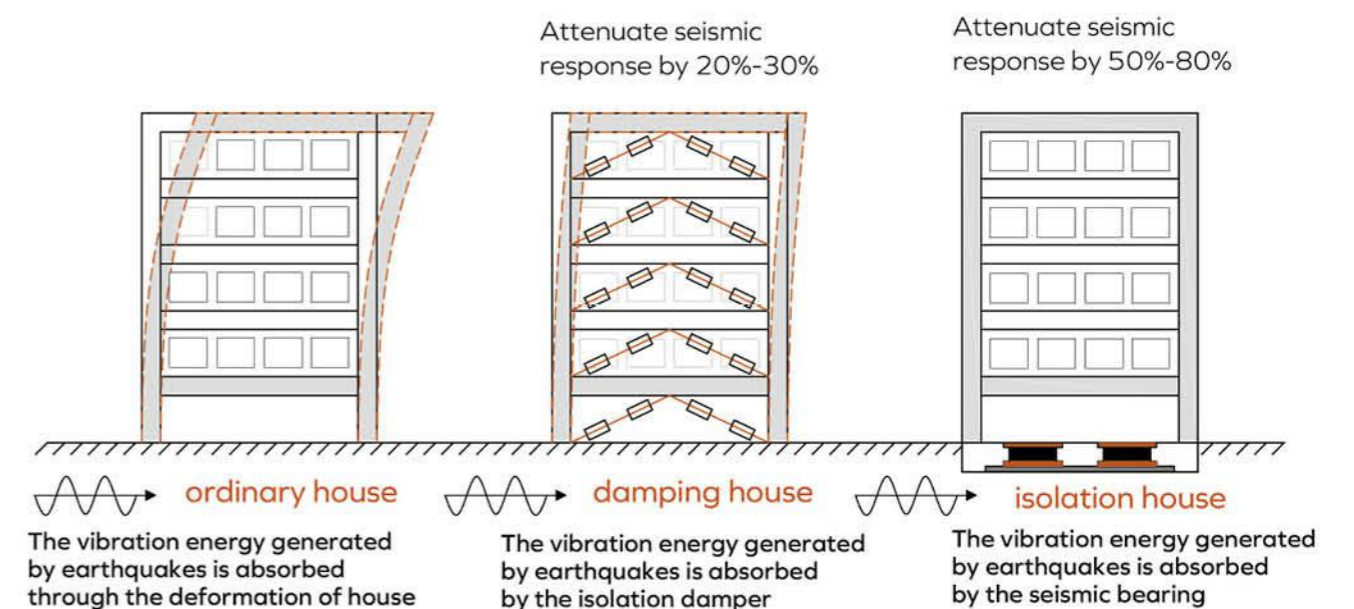 Attenuate seismic
response by 20%-30%
Attenuate seismic
response by 50%-80%
ordinary house
The vibration energy generated
by earthquakes is absorbed
through the deformation of house
damping house
The vibration energy generated
by earthquakes is absorbed
by the isolation damper
isolation house
The vibration energy generated
by earthquakes is absorbed
by the seismic bearing